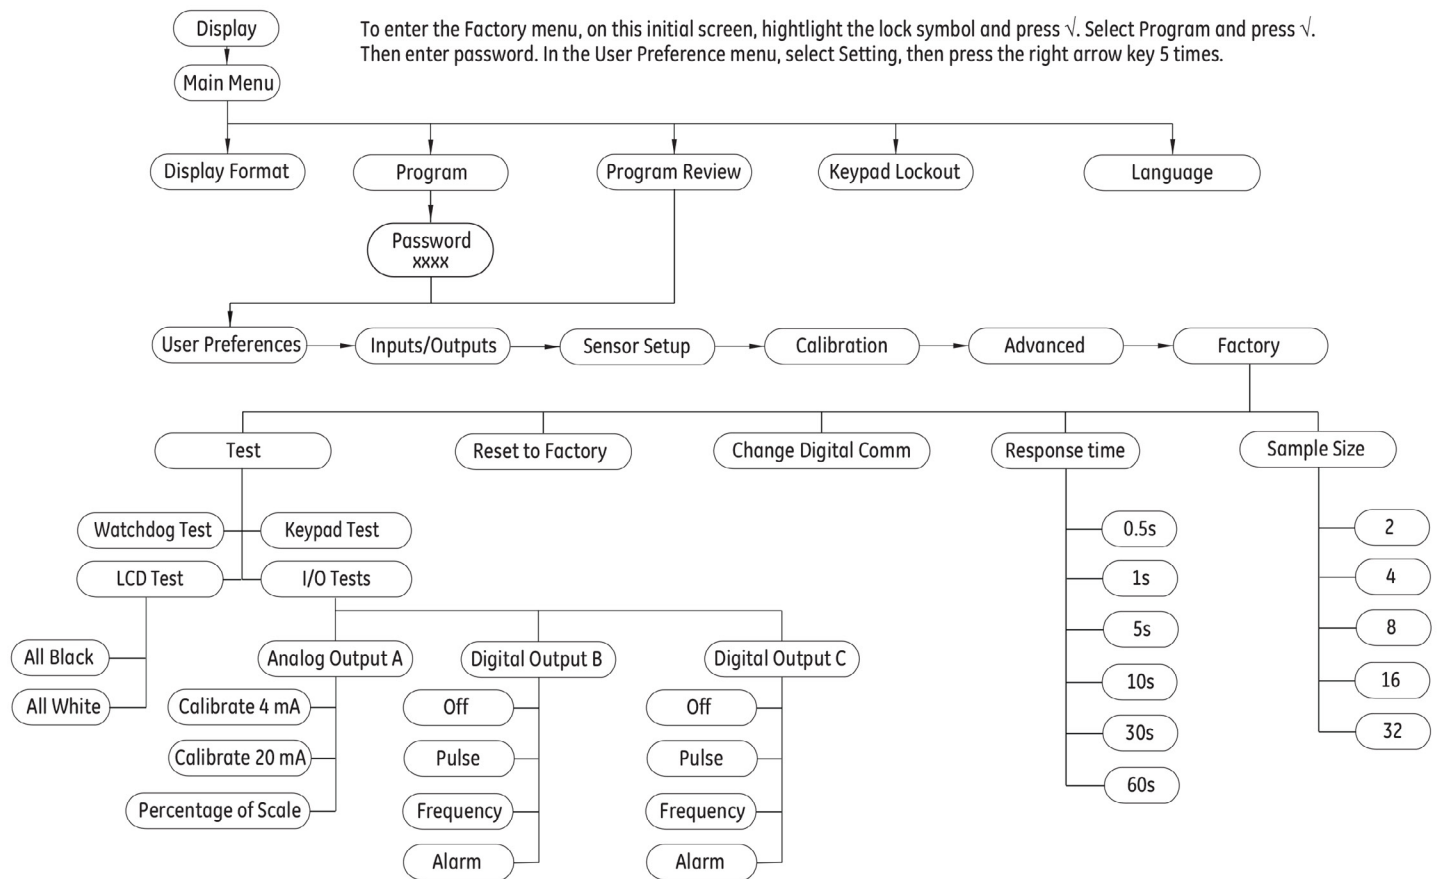 Display
To enter the Factory menu, on this initial screen, hightlight the lock symbol and press √. Select Program and press √.
Then enter password. In the User Preference menu, select Setting, then press the right arrow key 5 times.
Main Menu
Display Format
Program
Program Review
Keypad Lockout
Language
Password
xxxx
User Preferences
Inputs/Outputs
Sensor Setup
Calibration
Advanced
Factory
Test
Reset to Factory
Change Digital Comm
Response time
Sample Size
Watchdog Test
Keypad Test
LCD Test
I/O Tests
All Black
All White
Analog Output A
Calibrate 4 mA
Calibrate 20 mA
Percentage of Scale
Digital Output B
Off
Pulse
Frequency
Alarm
Digital Output C
Off
Pulse
Frequency
Alarm
0.5s
1s
5s
10s
30s
60s
2
4
8
16
32